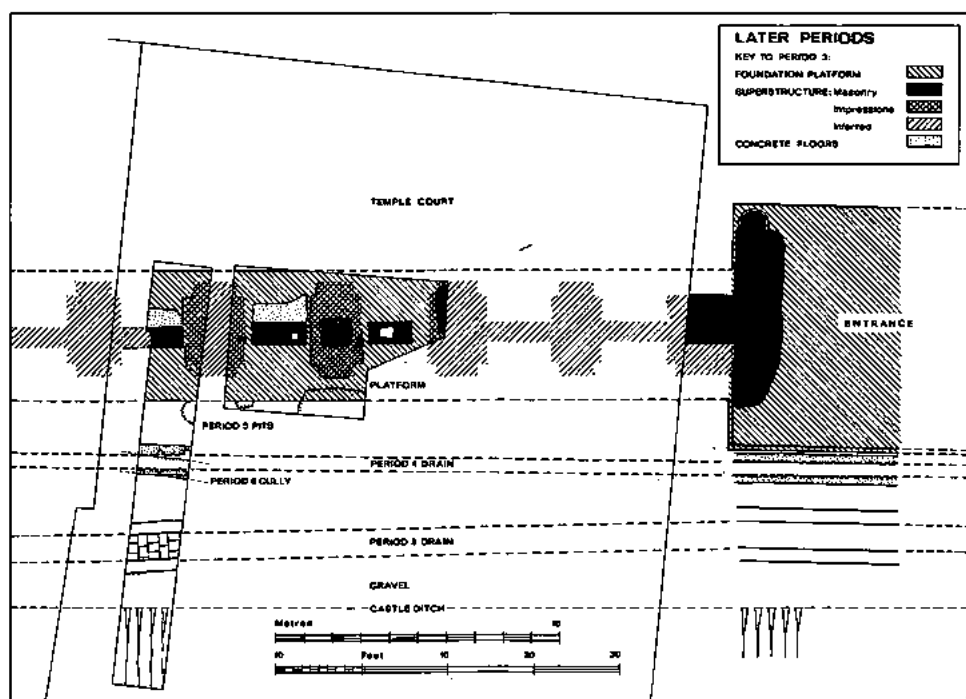 LATER PERIODS
KEY TO PERIOD 3:
FOUNDATION PLATFORM
SUPERSTRUCTURE: Masonry
Impressions
Inferred
CONCRETE FLOORS
TEMPLE COURT
ENTRANCE
PLATFORM
PERIOD 5 PITS
PERIOD 4 DRAIN
PERIOD 6 GULLY
PERIOD 3 DRAIN
GRAVEL
CASTLE DITCH
Metres 10
10 Feet 10 20 30